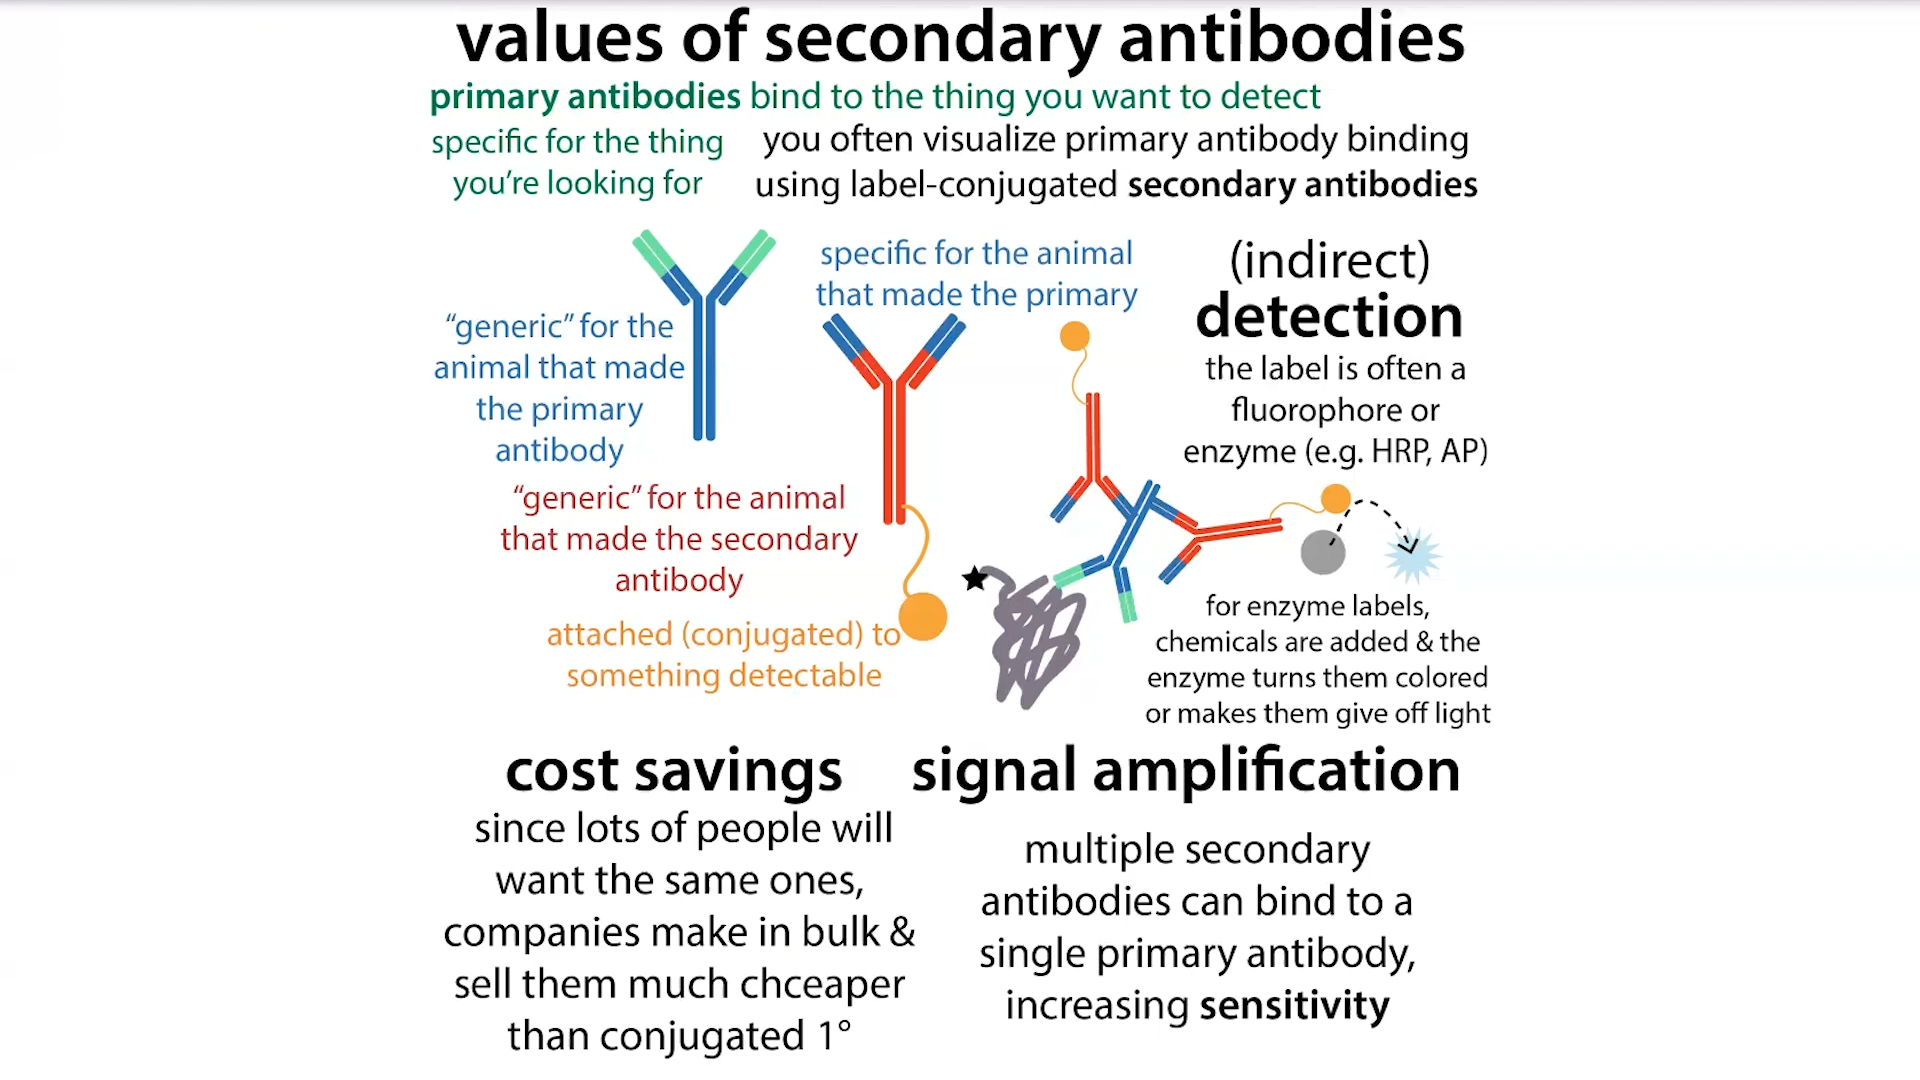 values of secondary antibodies
primary antibodies bind to the thing you want to detect
specific for the thing
you’re looking for
you often visualize primary antibody binding
using label-conjugated secondary antibodies
“generic” for the
animal that made
the primary
antibody
specific for the animal
that made the primary
(indirect)
detection
the label is often a
fluorophore or
enzyme (e.g. HRP, AP)
“generic” for the animal
that made the secondary
antibody
attached (conjugated) to
something detectable
for enzyme labels,
chemicals are added & the
enzyme turns them colored
or makes them give off light
cost savings
since lots of people will
want the same ones,
companies make in bulk &
sell them much chceaper
than conjugated 1°
signal amplification
multiple secondary
antibodies can bind to a
single primary antibody,
increasing sensitivity